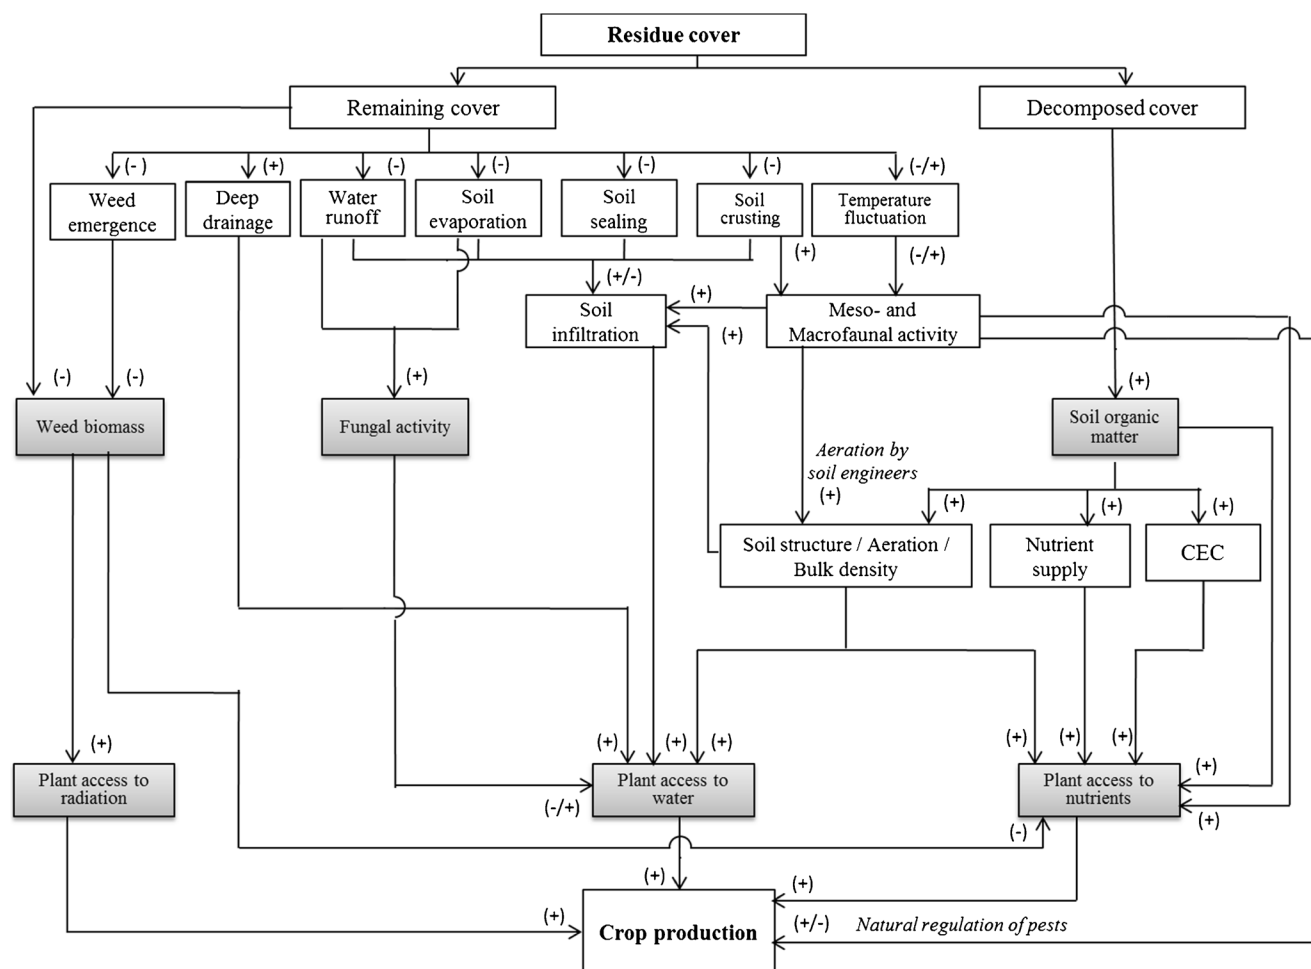 Residue cover
Remaining cover
Decomposed cover
(-)
(+)
(-)
(-)
(-)
(-)
(-/+)
Weed
emergence
Deep
drainage
Water
runoff
Soil
evaporation
Soil
sealing
Soil
crusting
Temperature
fluctuation
(+)
(-/+)
(+/-)
Soil
infiltration
(+)
(+)
Meso- and
Macrofaunal activity
(-)
(-)
(+)
(+)
Weed biomass
Fungal activity
Soil organic
matter
Aeration by
soil engineers
(+)
(+)
(+)
(+)
Soil structure / Aeration /
Bulk density
Nutrient
supply
CEC
(+)
(+)
(+)
(+)
(+)
(+)
(+)
Plant access to
radiation
Plant access to
water
Plant access to
nutrients
(+)
(-/+)
(+)
(-)
(+)
(+)
(+)
(+/-)
Natural regulation of pests
Crop production